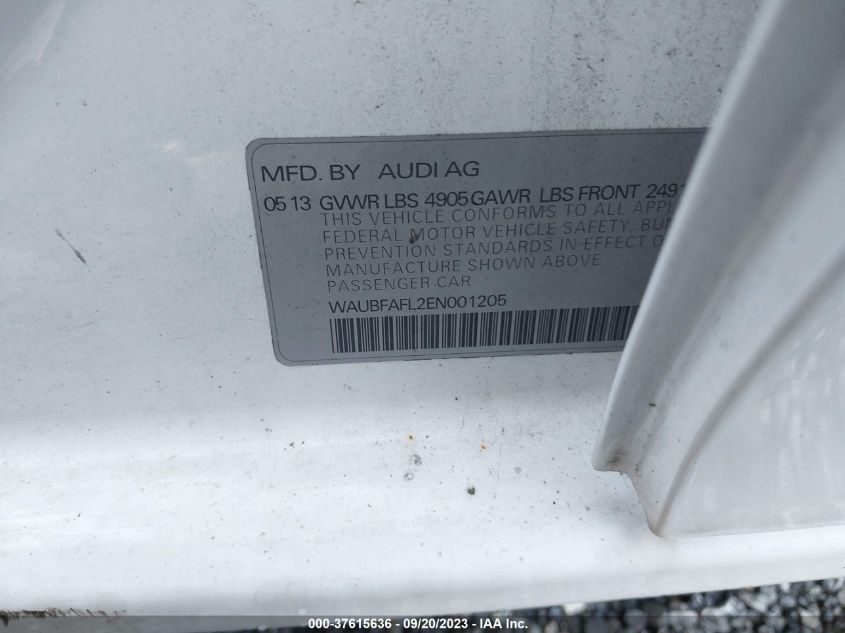 MFD. BY AUDI AG
05 13 GVWR LBS 4905 GAWR LBS FRONT 2491
THIS VEHICLE CONFORMS TO ALL
FEDERAL MOTOR VEHICLE SAFETY,
PREVENTION STANDARDS IN EFFECT
MANUFACTURE SHOWN ABOVE
PASSENGER CAR
WAUBFAFL2EN001205
000-37615636 - 09/20/2023 - IAA Inc.